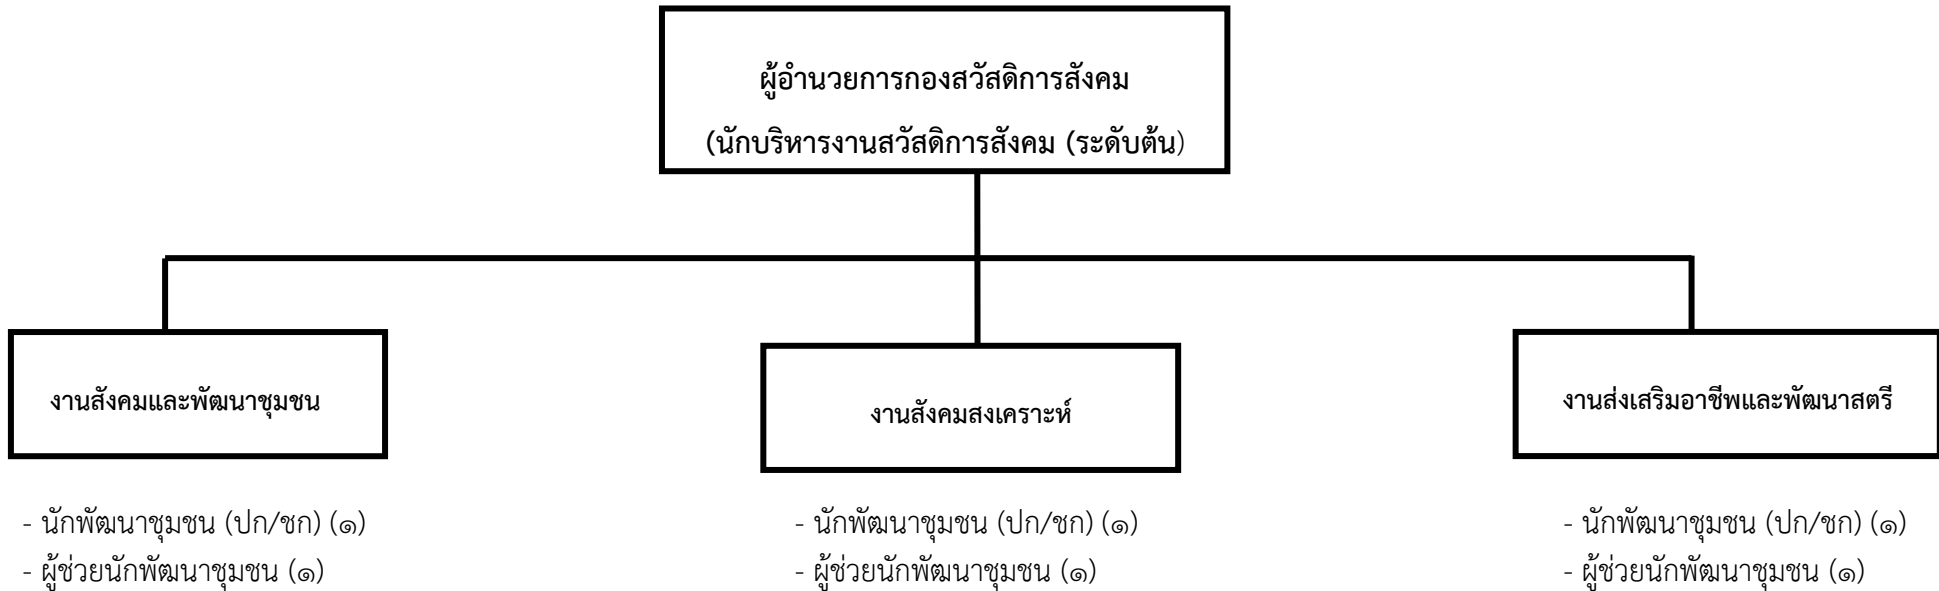 ผู้อำนวยการกองสวัสดิการสังคม
(นักบริหารงานสวัสดิการสังคม (ระดับต้น)
งานสังคมและพัฒนาชุมชน
- นักพัฒนาชุมชน (ปก/ชก) (๑)
- ผู้ช่วยนักพัฒนาชุมชน (๑)
งานสังคมสงเคราะห์
- นักพัฒนาชุมชน (ปก/ชก) (๑)
- ผู้ช่วยนักพัฒนาชุมชน (๑)
งานส่งเสริมอาชีพและพัฒนาสตรี
- นักพัฒนาชุมชน (ปก/ชก) (๑)
- ผู้ช่วยนักพัฒนาชุมชน (๑)